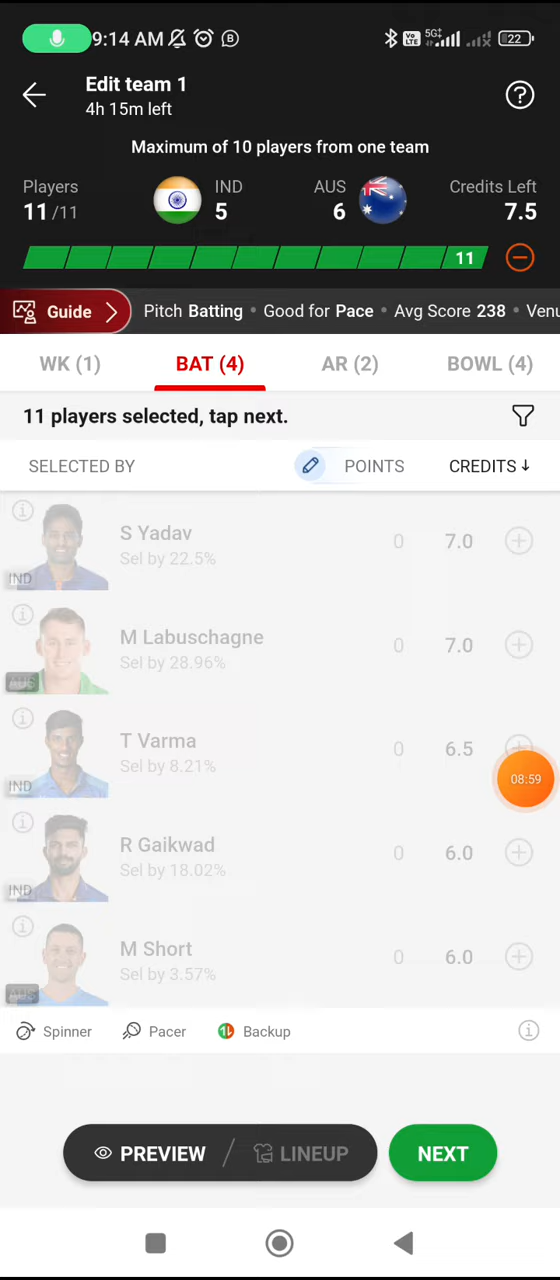 9:14 AM
Vo LTE 5G 22
Edit team 1
4h 15m left
Maximum of 10 players from one team
Players IND AUS Credits Left
11 /11 5 6 7.5
11
Guide Pitch Batting • Good for Pace • Avg Score 238 • Venu
WK (1) BAT (4) AR (2) BOWL (4)
11 players selected, tap next.
SELECTED BY POINTS CREDITS ↓
S Yadav 0 7.0
Sel by 22.5%
IND
M Labuschagne 0 7.0
Sel by 28.96%
AUS
T Varma 0 6.5
Sel by 8.21%
IND
08:59
R Gaikwad 0 6.0
Sel by 18.02%
IND
M Short 0 6.0
Sel by 3.57%
AUS
Spinner Pacer Backup
PREVIEW / LINEUP NEXT